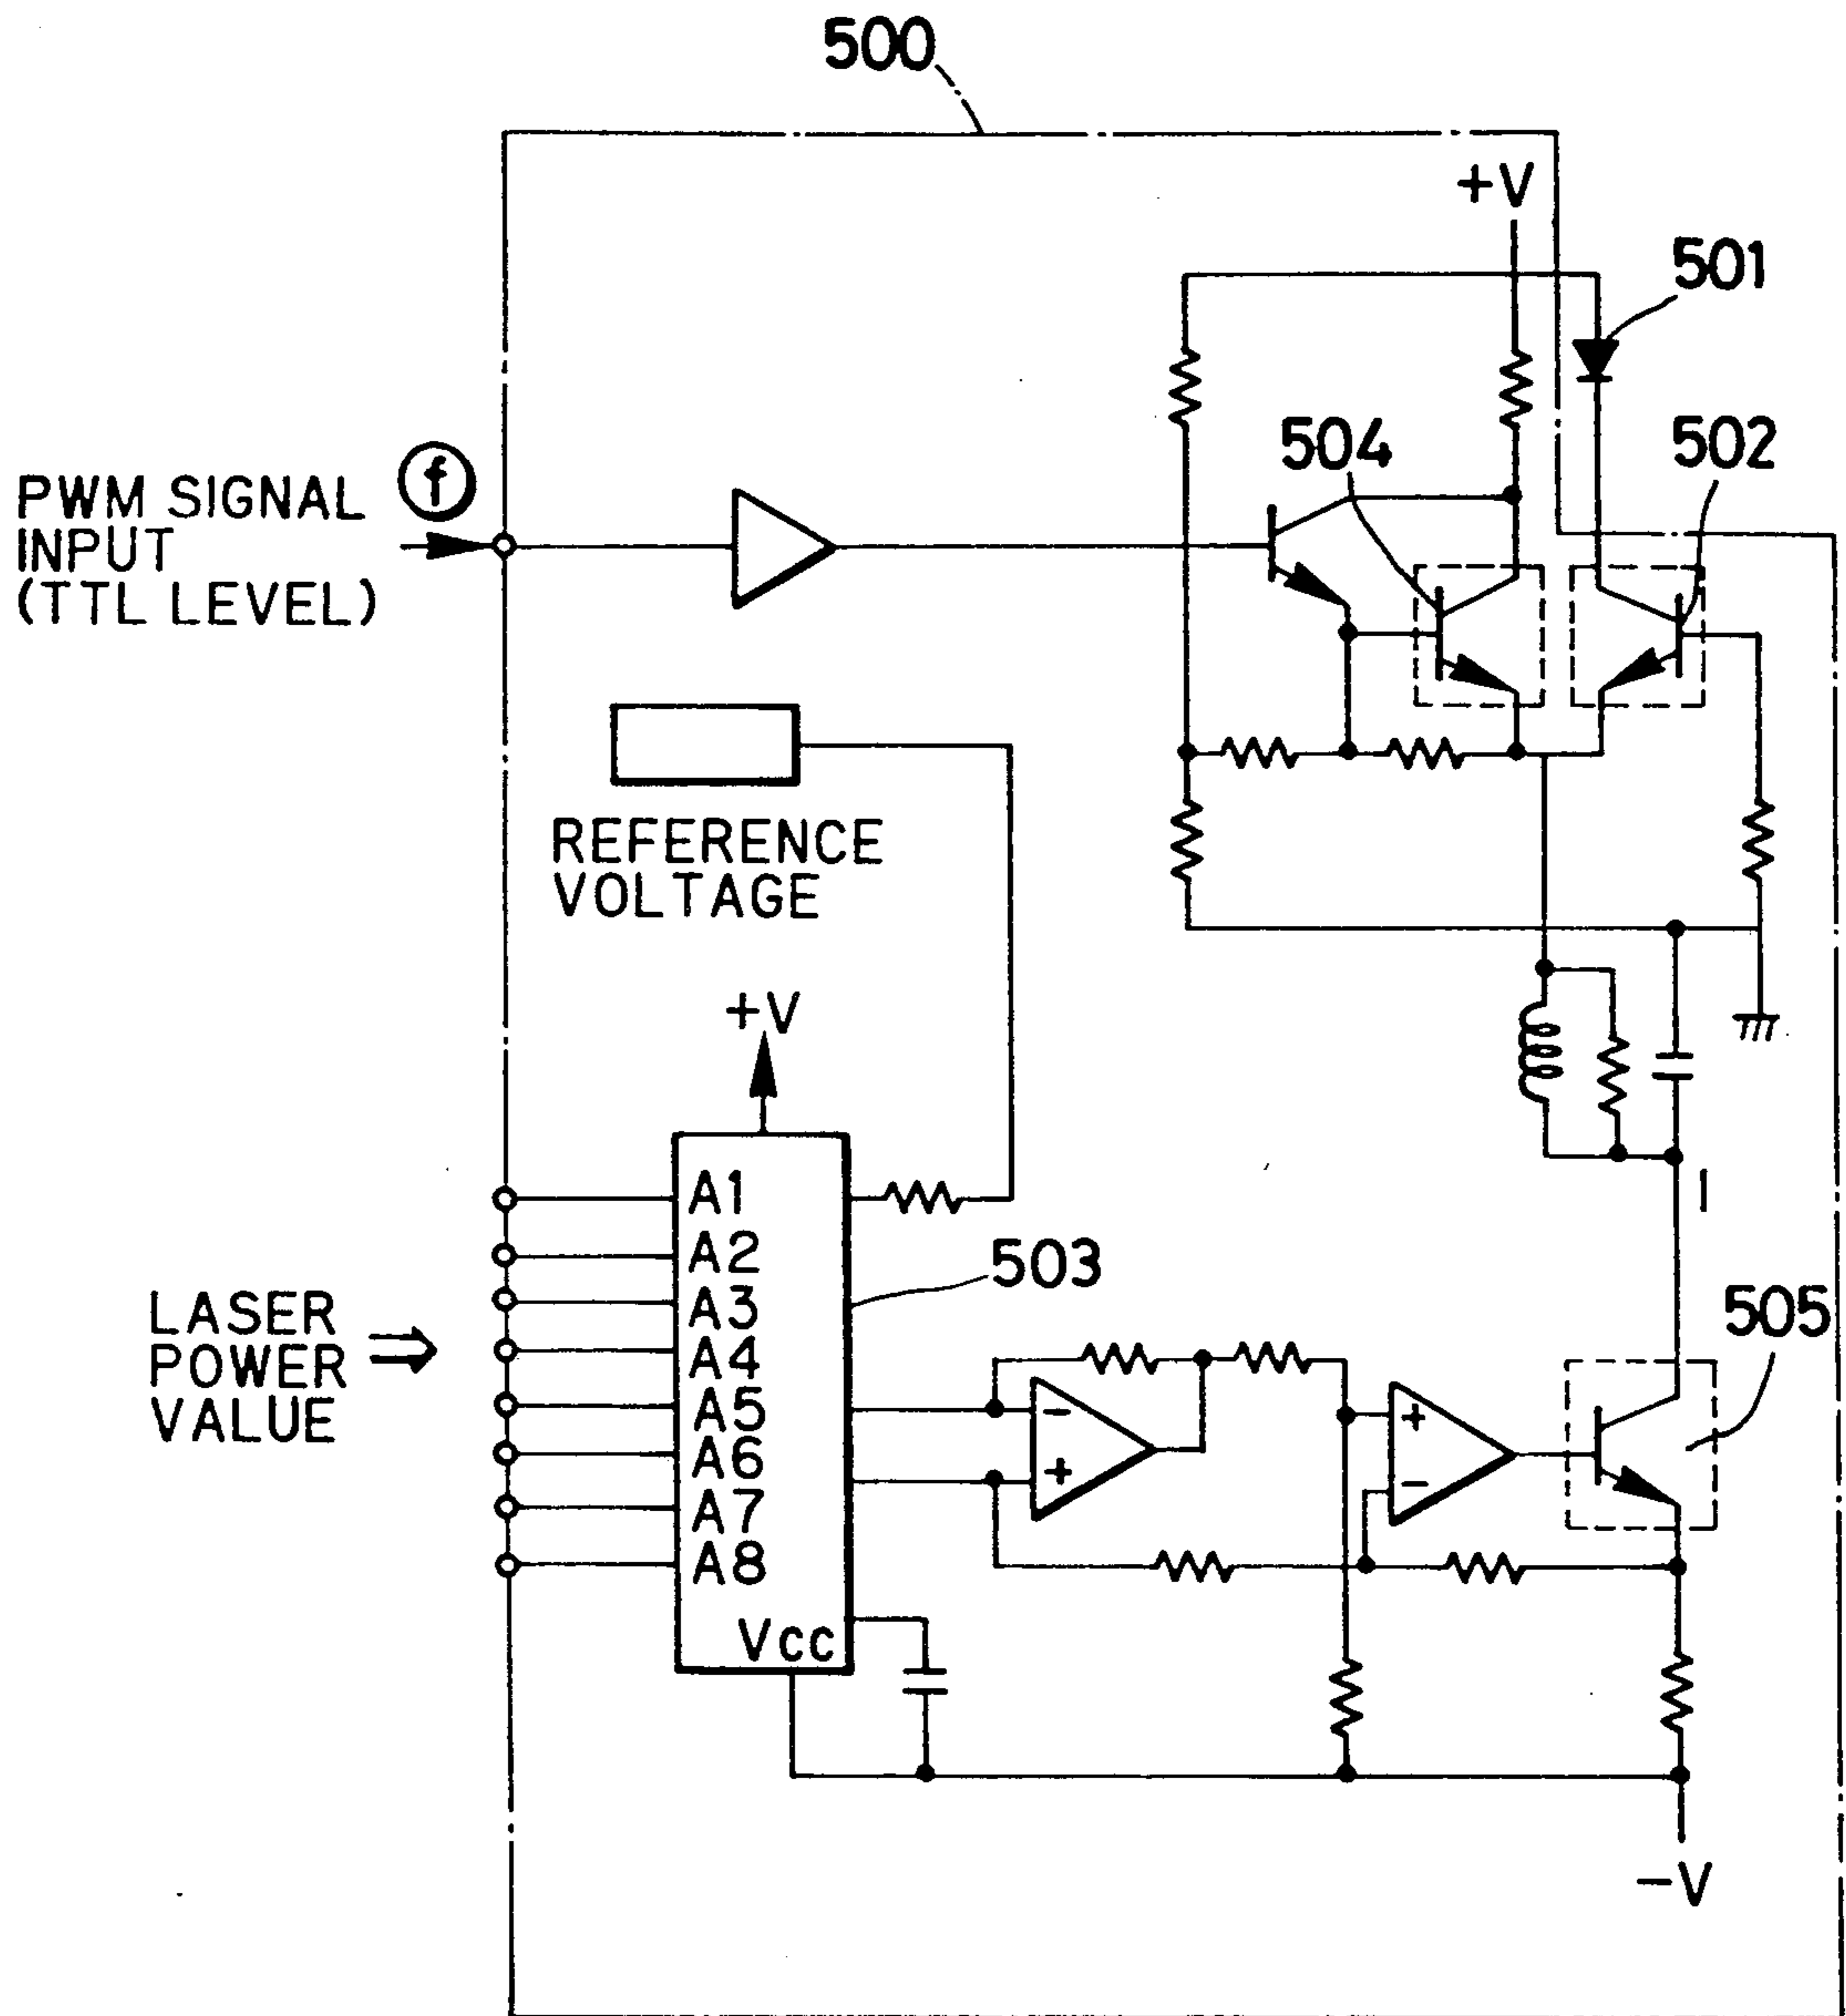 500
+V
501
504
502
PWM SIGNAL
INPUT
(TTL LEVEL)
f
REFERENCE
VOLTAGE
+V
A1
A2
A3
A4
A5
A6
A7
A8
VCC
503
I
LASER
POWER
VALUE
505
-
+
+
-
-V